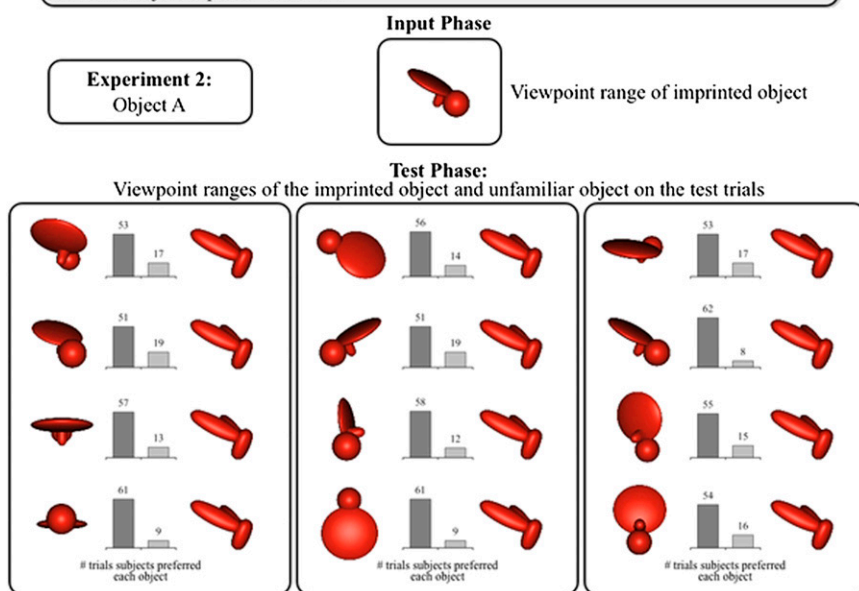 Input Phase
Experiment 2:
Object A
Viewpoint range of imprinted object
Test Phase:
Viewpoint ranges of the imprinted object and unfamiliar object on the test trials
53
17
51
19
57
13
61
9
# trials subjects preferred
each object
56
14
51
19
58
12
61
9
# trials subjects preferred
each object
53
17
62
8
55
15
54
16
# trials subjects preferred
each object